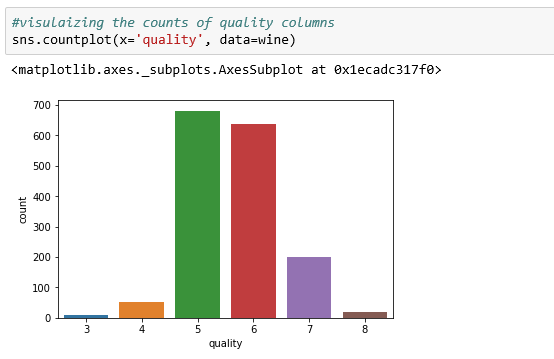 #visulaizing the counts of quality columns
sns.countplot(x='quality', data=wine)
<matplotlib.axes._subplots.AxesSubplot at 0x1ecadc317f0>
700
600
500
400
300
200
100
0
count
3 4 5 6 7 8
quality